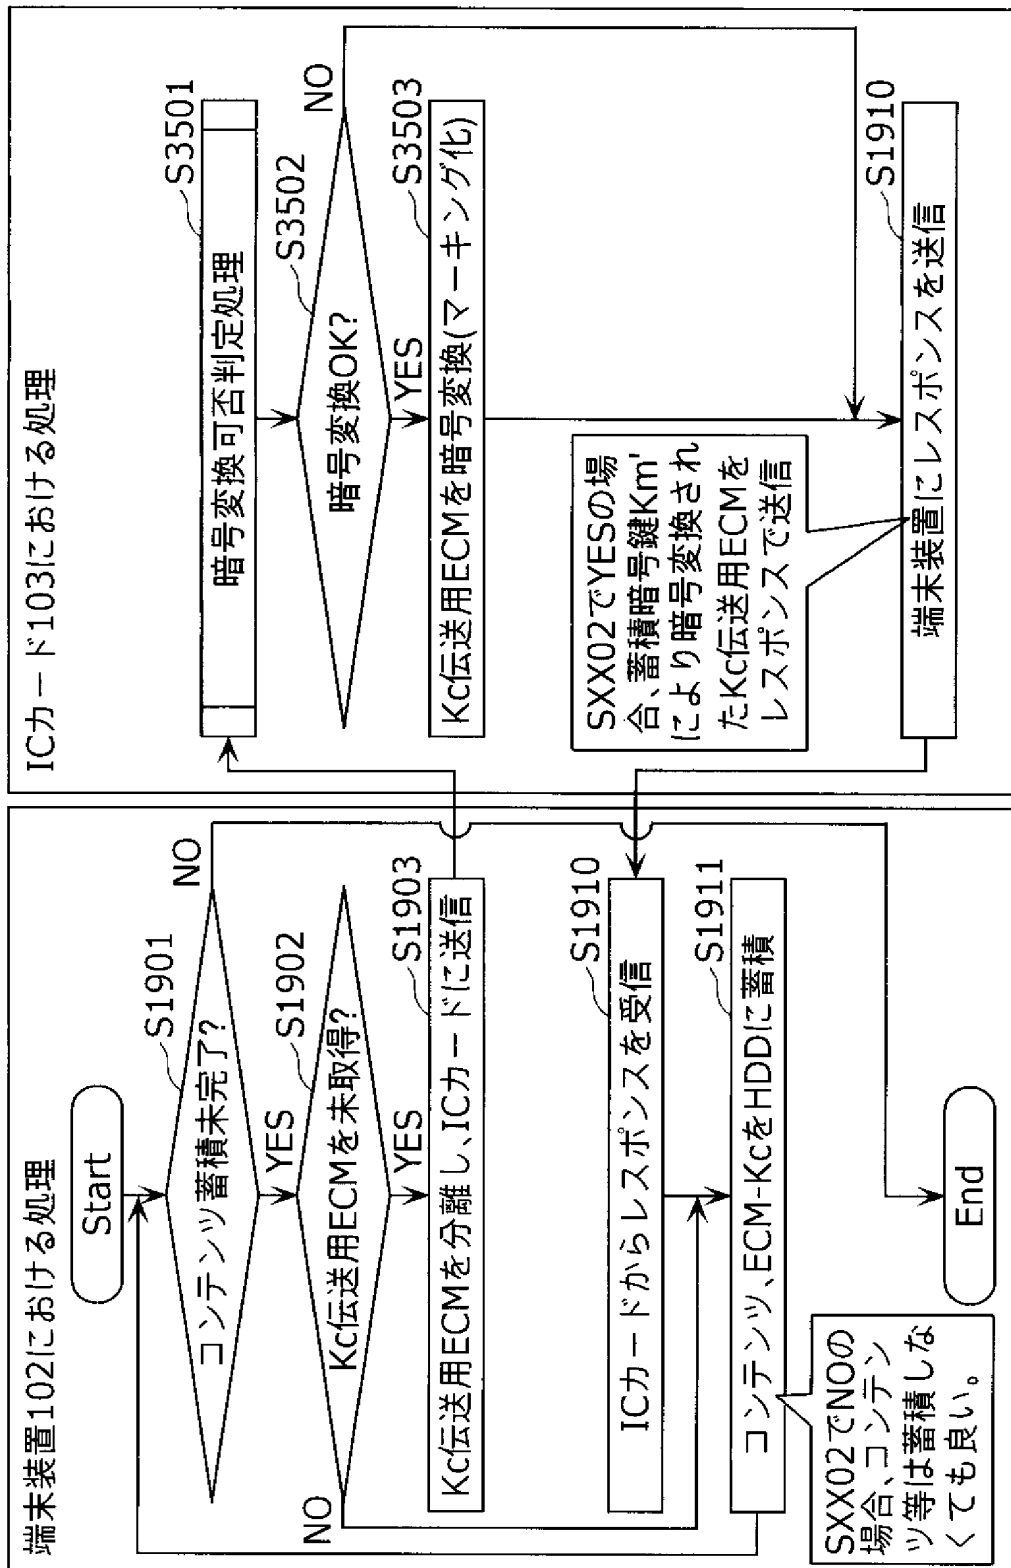 端末装置102における処理
Start
コンテンツ蓄積未完了?
S1901
NO
YES
Kc伝送用ECMを未取得?
S1902
NO
YES
Kc伝送用ECMを分離し、ICカードに送信
S1903
ICカードからレスポンスを受信
S1910
コンテンツ、ECM-KcをHDDに蓄積
S1911
SXX02でNOの
場合、コンテン
ツ等は蓄積しな
くても良い。
End
ICカード103における処理
暗号変換可否判定処理
S3501
暗号変換OK?
S3502
NO
YES
Kc伝送用ECMを暗号変換(マーキング化)
S3503
SXX02でYESの場
合、蓄積暗号鍵Km'
により暗号変換され
たKc伝送用ECMを
レスポンスで送信
端末装置にレスポンスを送信
S1910